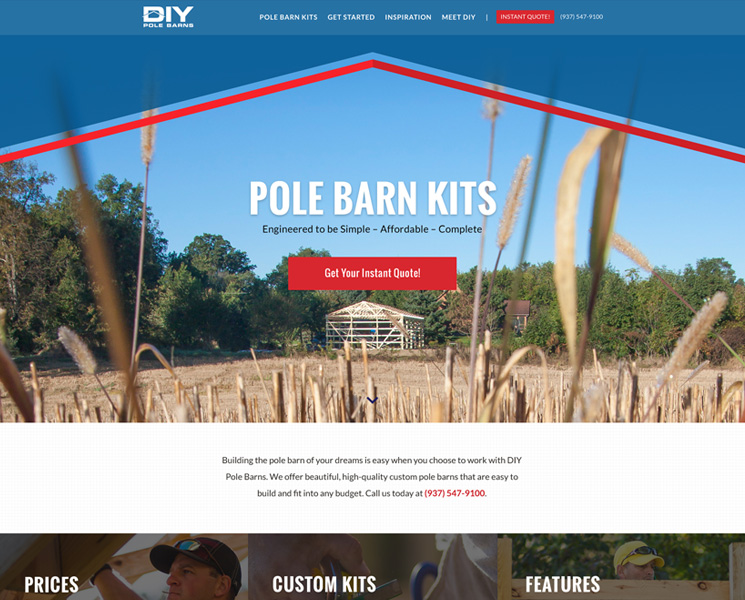 DIY
POLE BARNS
POLE BARN KITS GET STARTED INSPIRATION MEET DIY | INSTANT QUOTE! (937) 547-9100
POLE BARN KITS
Engineered to be Simple – Affordable – Complete
Get Your Instant Quote!
Building the pole barn of your dreams is easy when you choose to work with DIY
Pole Barns. We offer beautiful, high-quality custom pole barns that are easy to
build and fit into any budget. Call us today at (937) 547-9100.
PRICES CUSTOM KITS FEATURES